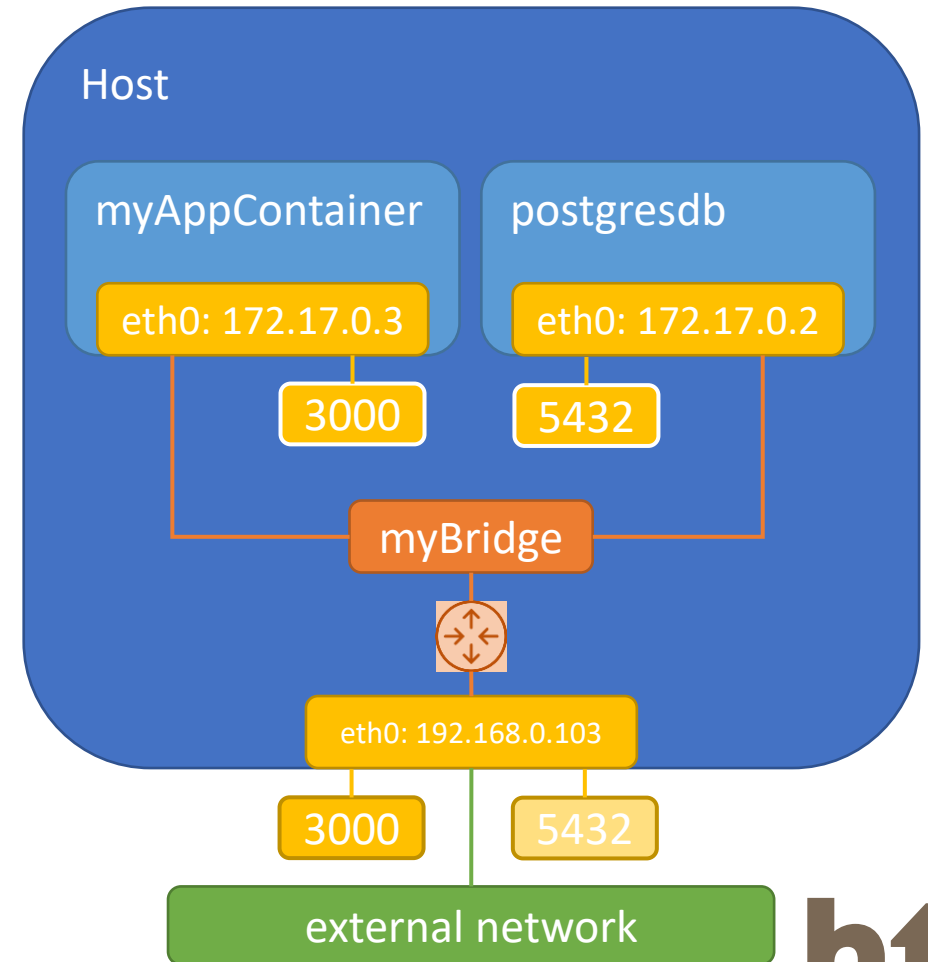 Host
myAppContainer
postgresdb
eth0: 172.17.0.3
eth0: 172.17.0.2
3000
5432
myBridge
eth0: 192.168.0.103
3000
5432
external network